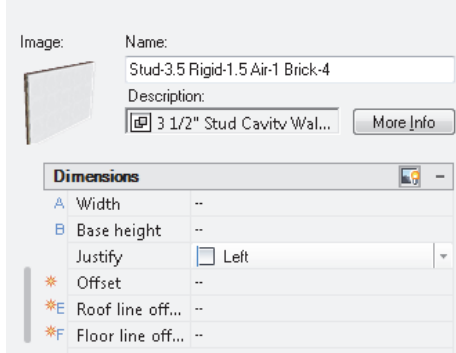 Image: Name:
Stud-3.5 Rigid-1.5 Air-1 Brick-4
Description:
3 1/2" Stud Cavity Wal... More Info
Dimensions
A Width --
B Base height --
Justify Left
Offset --
E Roof line off... --
F Floor line off... --